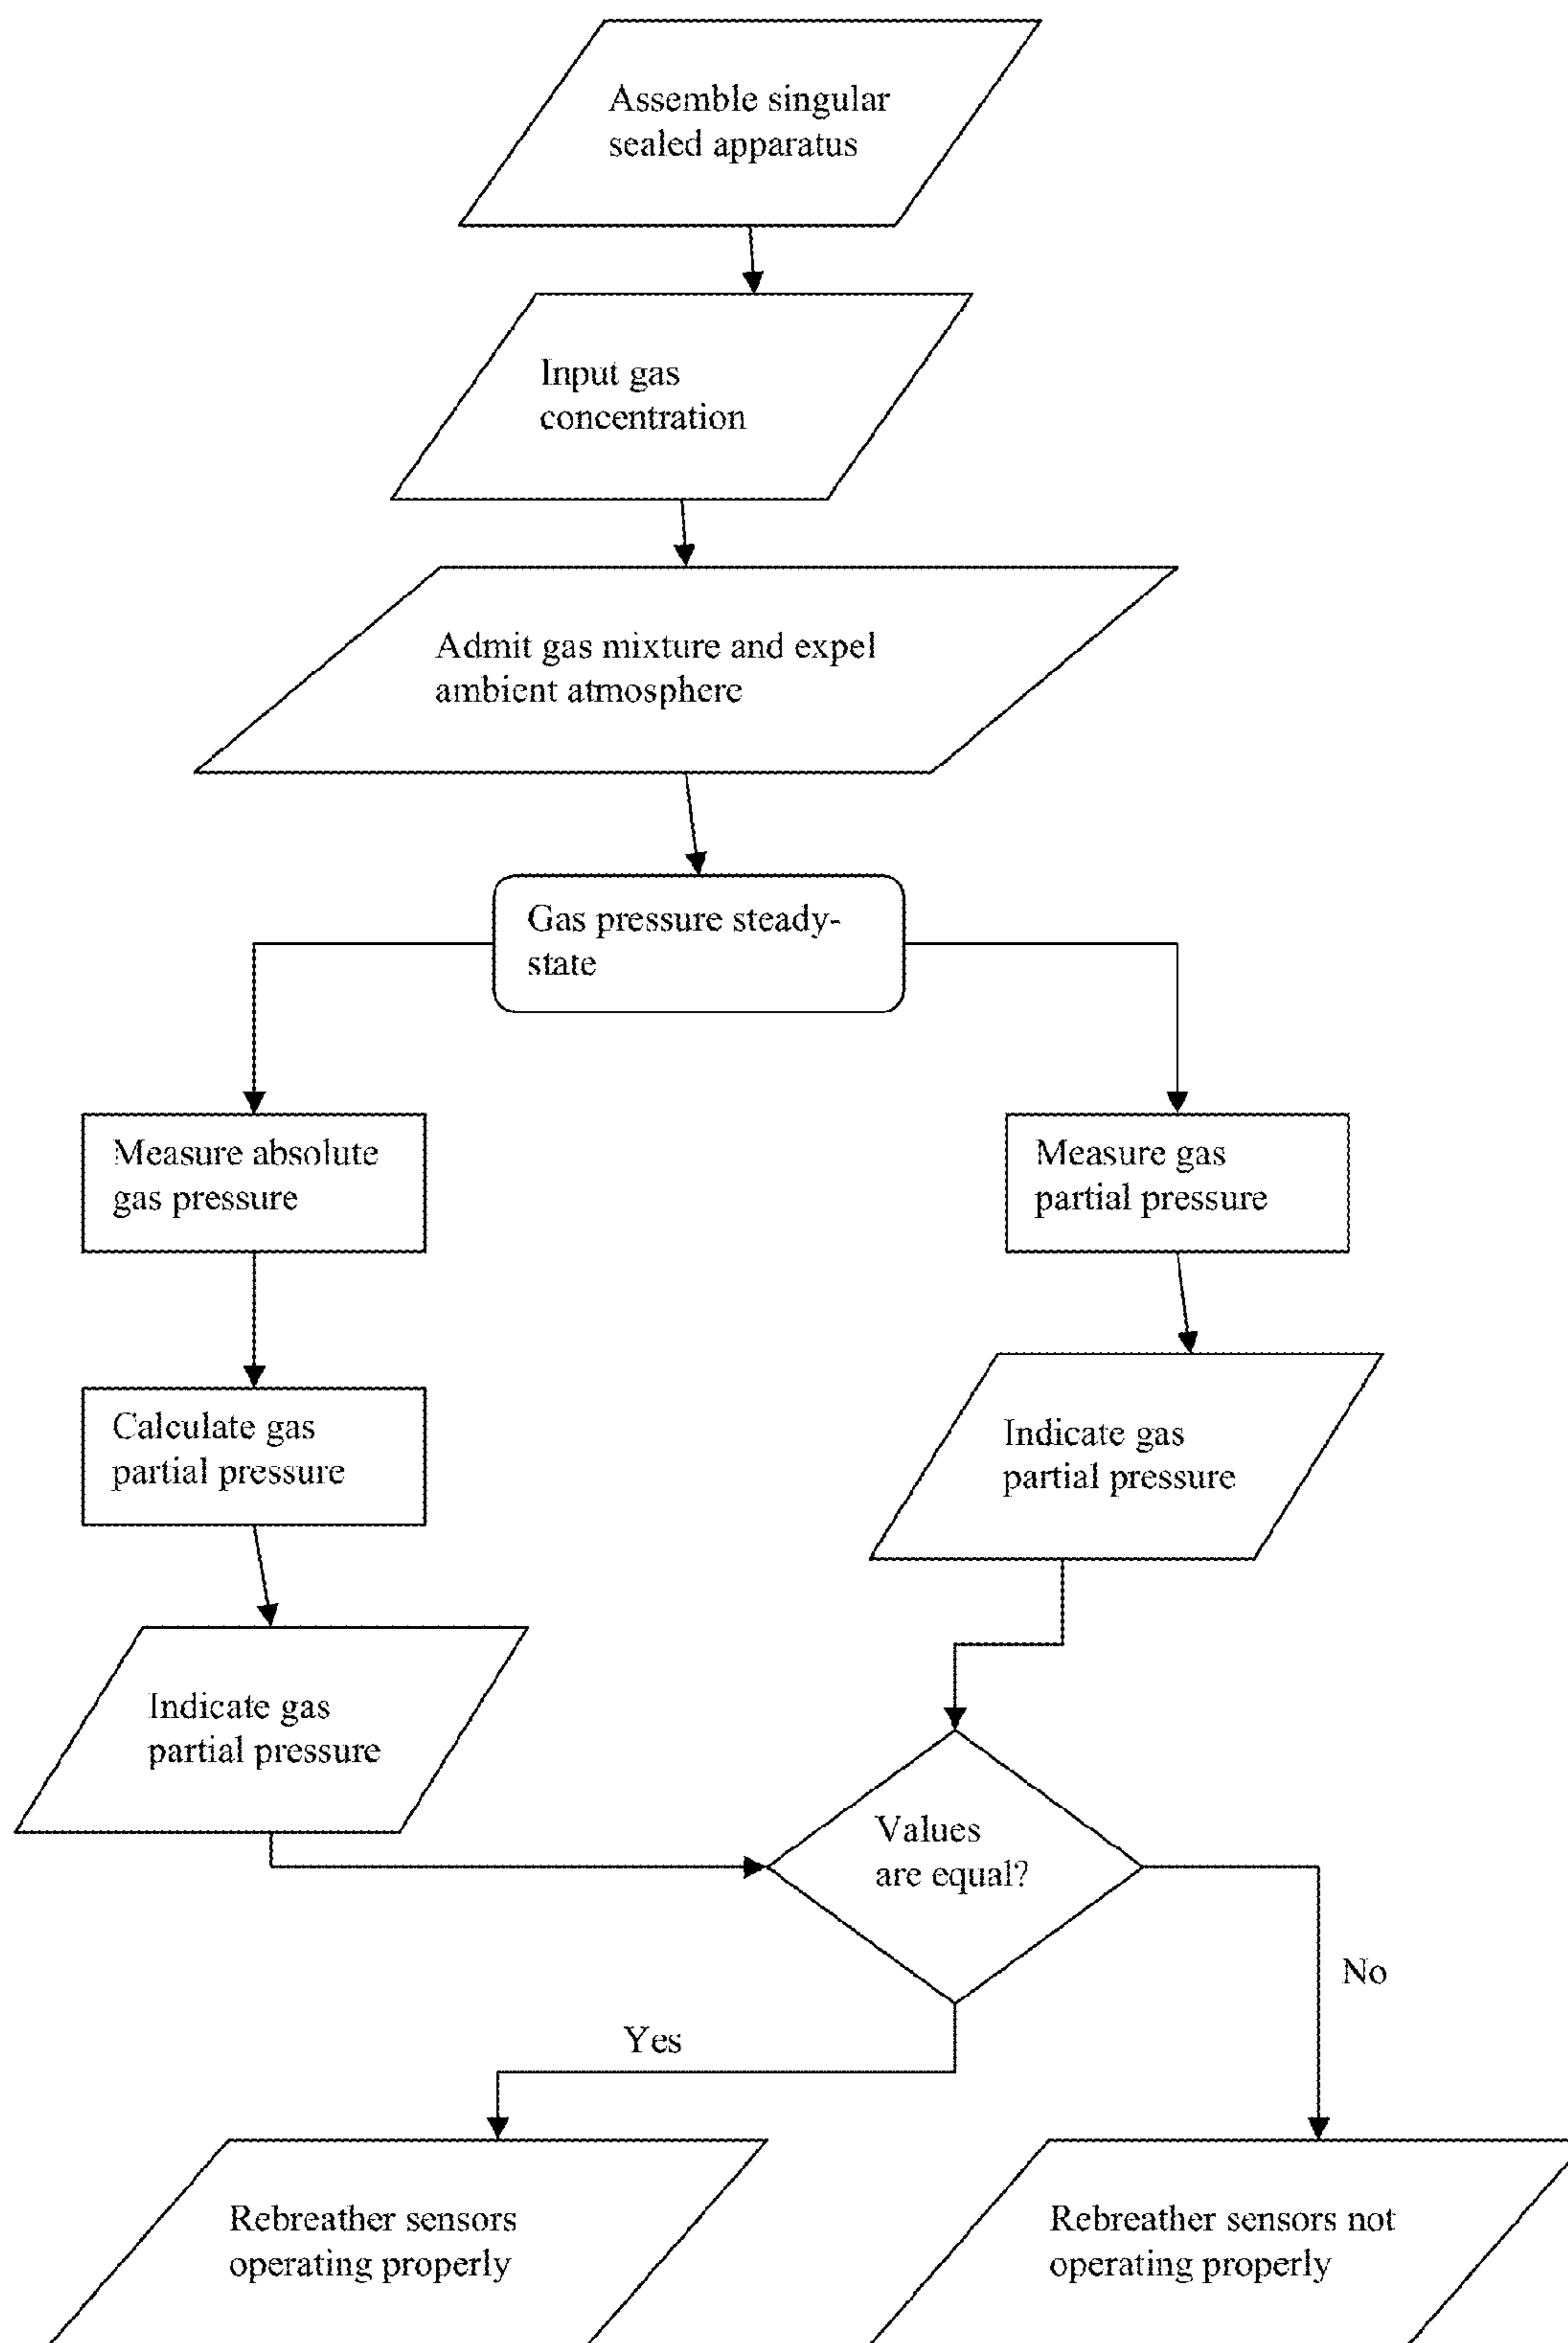 Assemble singular
sealed apparatus
Input gas
concentration
Admit gas mixture and expel
ambient atmosphere
Gas pressure steady-
state
Measure absolute
gas pressure
Measure gas
partial pressure
Calculate gas
partial pressure
Indicate gas
partial pressure
Indicate gas
partial pressure
Values
are equal?
No
Yes
Rebreather sensors
operating properly
Rebreather sensors not
operating properly